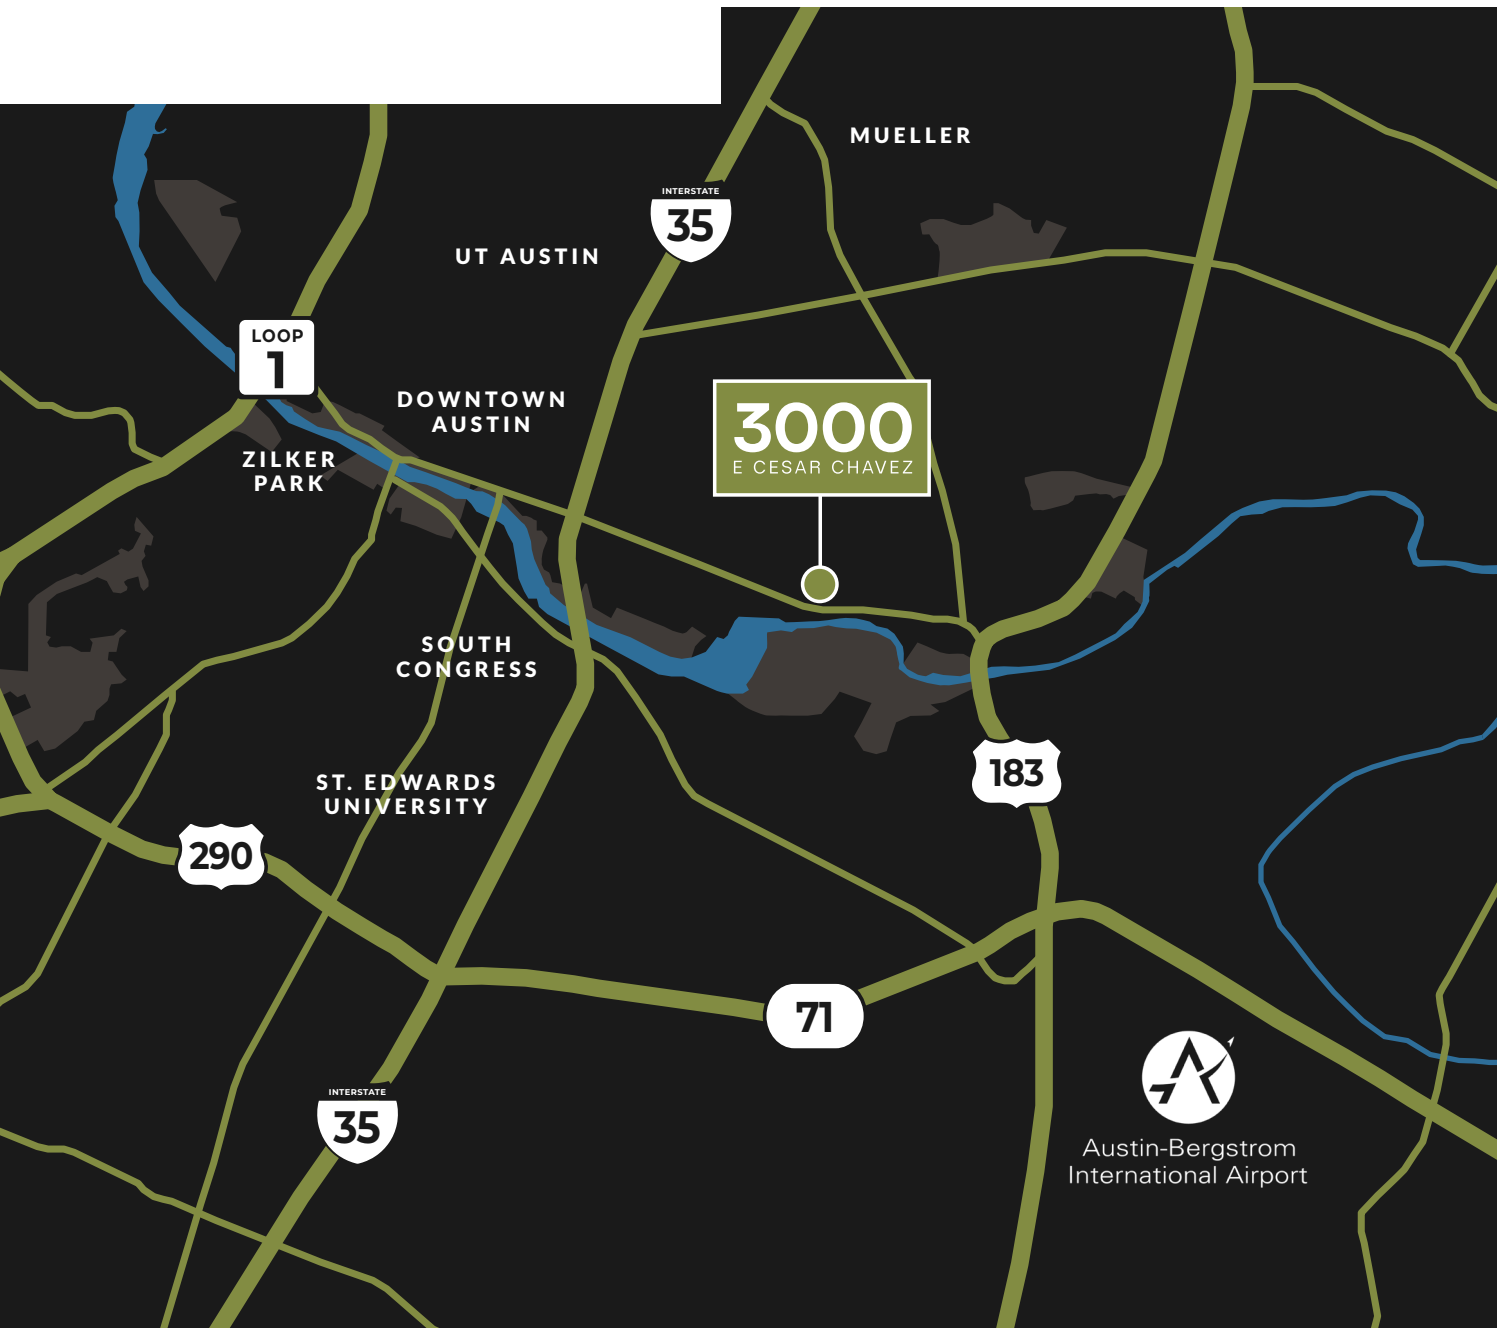 MUELLER
INTERSTATE
35
UT AUSTIN
LOOP
1
DOWNTOWN
AUSTIN
3000
E CESAR CHAVEZ
ZILKER
PARK
SOUTH
CONGRESS
183
ST. EDWARDS
UNIVERSITY
290
71
INTERSTATE
35
Austin-Bergstrom
International Airport